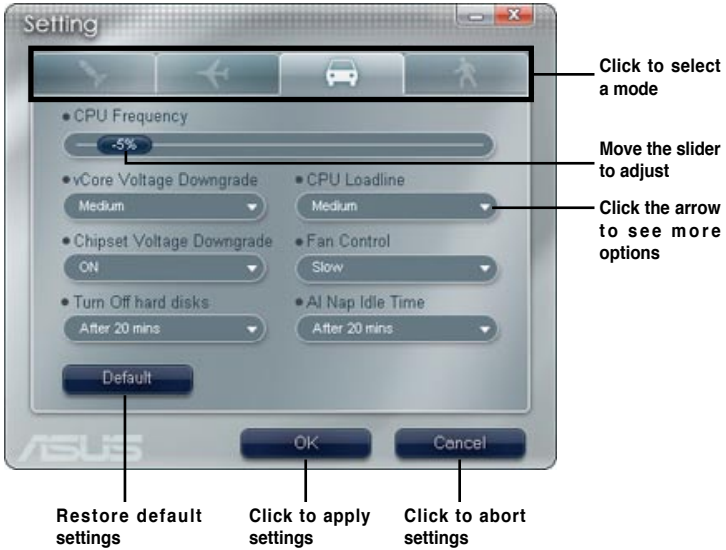 Setting
Click to select
a mode
CPU Frequency
-5%
Move the slider
to adjust
vCore Voltage Downgrade
CPU Loadline
Medium
Medium
Click the arrow
to see more
options
Chipset Voltage Downgrade
Fan Control
ON
Slow
Turn Off hard disks
AI Nap Idle Time
After 20 mins
After 20 mins
Default
ASUS
OK
Cancel
Restore default
settings
Click to apply
settings
Click to abort
settings